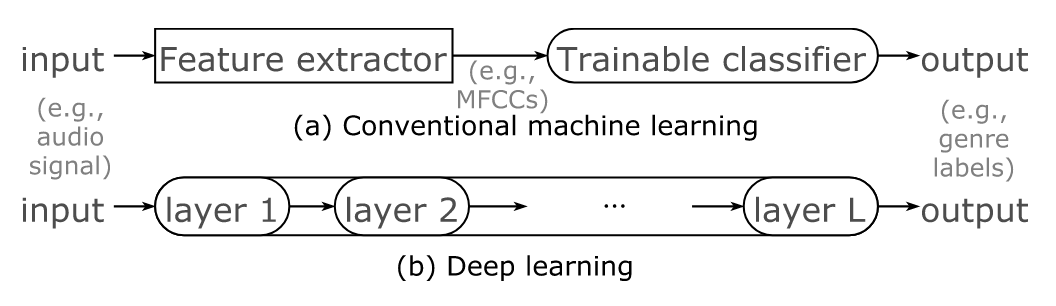 input Feature extractor Trainable classifier output
(e.g.,
MFCCs)
(a) Conventional machine learning
(e.g.,
audio
signal)
(e.g.,
genre
labels)
input layer 1 layer 2 ... layer L output
(b) Deep learning